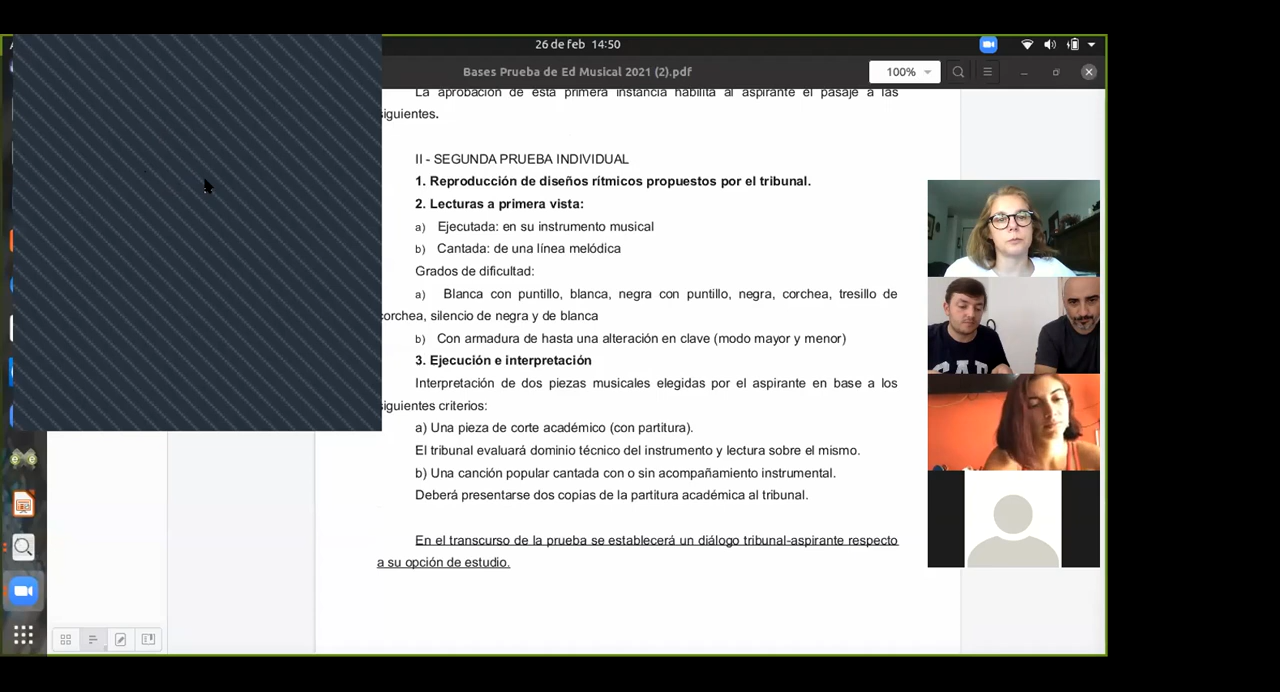 26 de feb 14:50
Bases Prueba de Ed Musical 2021 (2).pdf
100%
La aprobación de esta primera instancia habilita al aspirante el pasaje a las
siguientes.
II - SEGUNDA PRUEBA INDIVIDUAL
1. Reproducción de diseños rítmicos propuestos por el tribunal.
2. Lecturas a primera vista:
a) Ejecutada: en su instrumento musical
b) Cantada: de una línea melódica
Grados de dificultad:
a) Blanca con puntillo, blanca, negra con puntillo, negra, corchea, tresillo de
corchea, silencio de negra y de blanca
b) Con armadura de hasta una alteración en clave (modo mayor y menor)
3. Ejecución e interpretación
Interpretación de dos piezas musicales elegidas por el aspirante en base a los
siguientes criterios:
a) Una pieza de corte académico (con partitura).
El tribunal evaluará dominio técnico del instrumento y lectura sobre el mismo.
b) Una canción popular cantada con o sin acompañamiento instrumental.
Deberá presentarse dos copias de la partitura académica al tribunal.
En el transcurso de la prueba se establecerá un diálogo tribunal-aspirante respecto
a su opción de estudio.